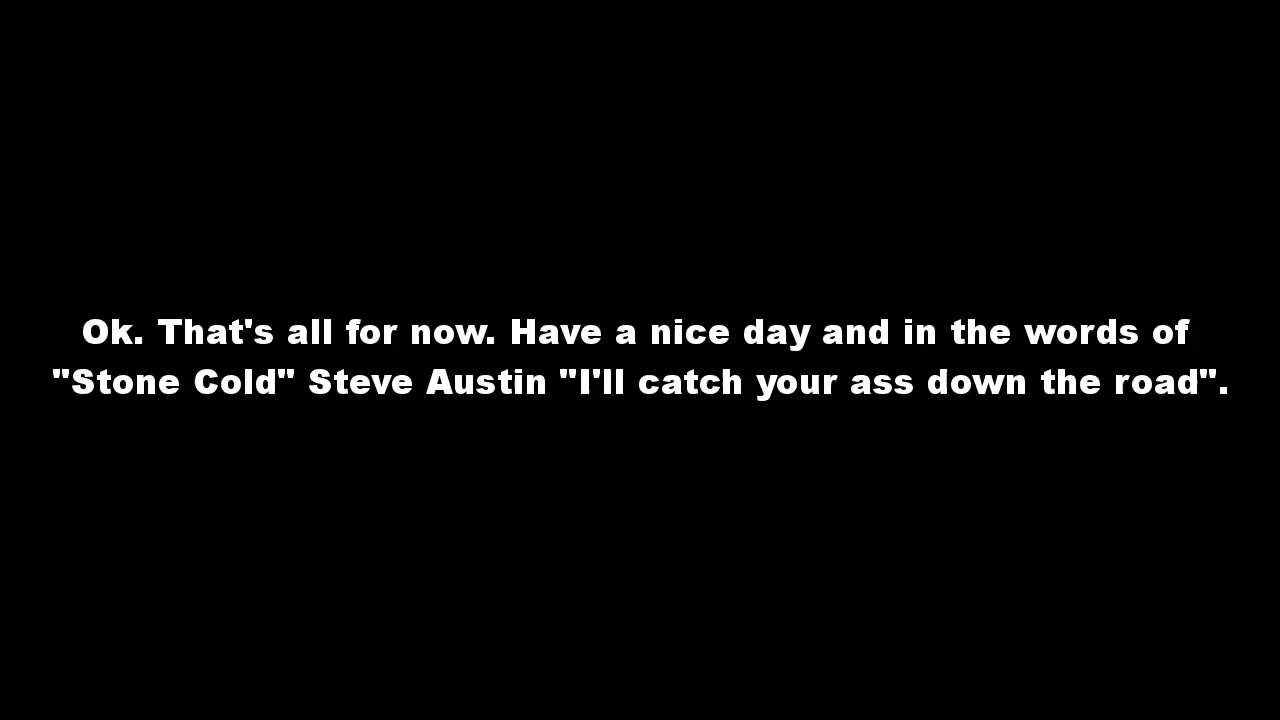 Ok. That's all for now. Have a nice day and in the words of
"Stone Cold" Steve Austin "I'll catch your ass down the road".